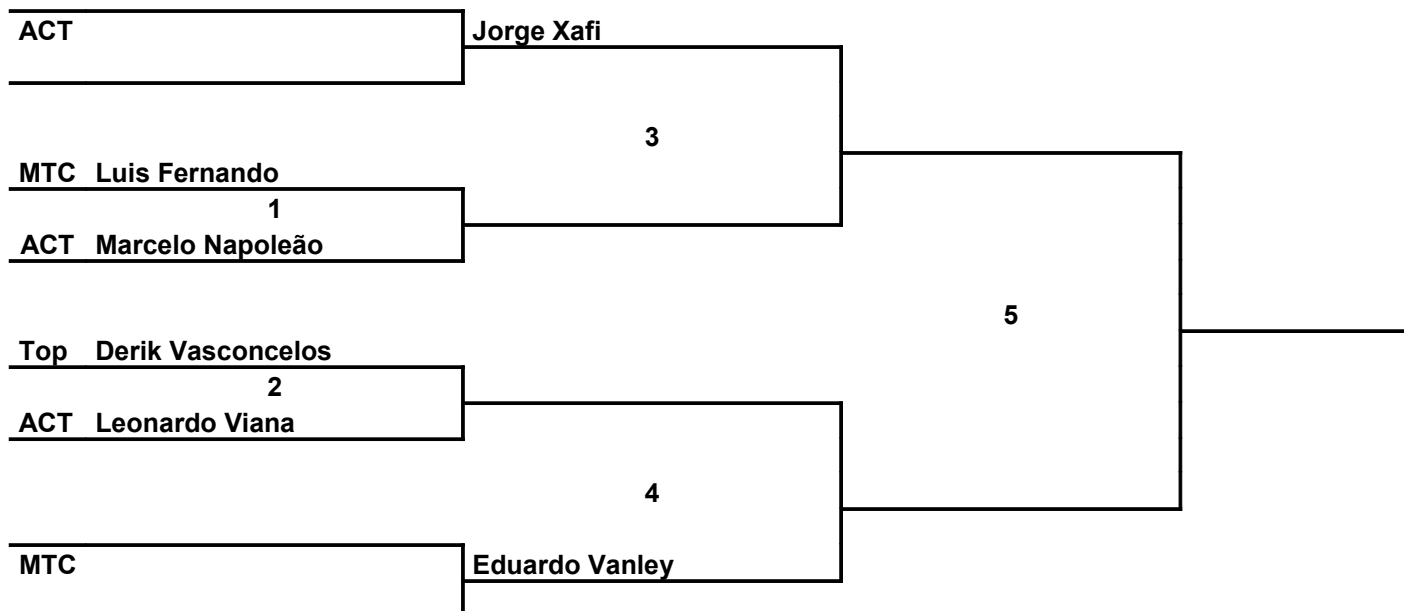 ACT Jorge Xafi
3
MTC Luis Fernando
1
ACT Marcelo Napoleão
5
Top Derik Vasconcelos
2
ACT Leonardo Viana
4
MTC Eduardo Vanley